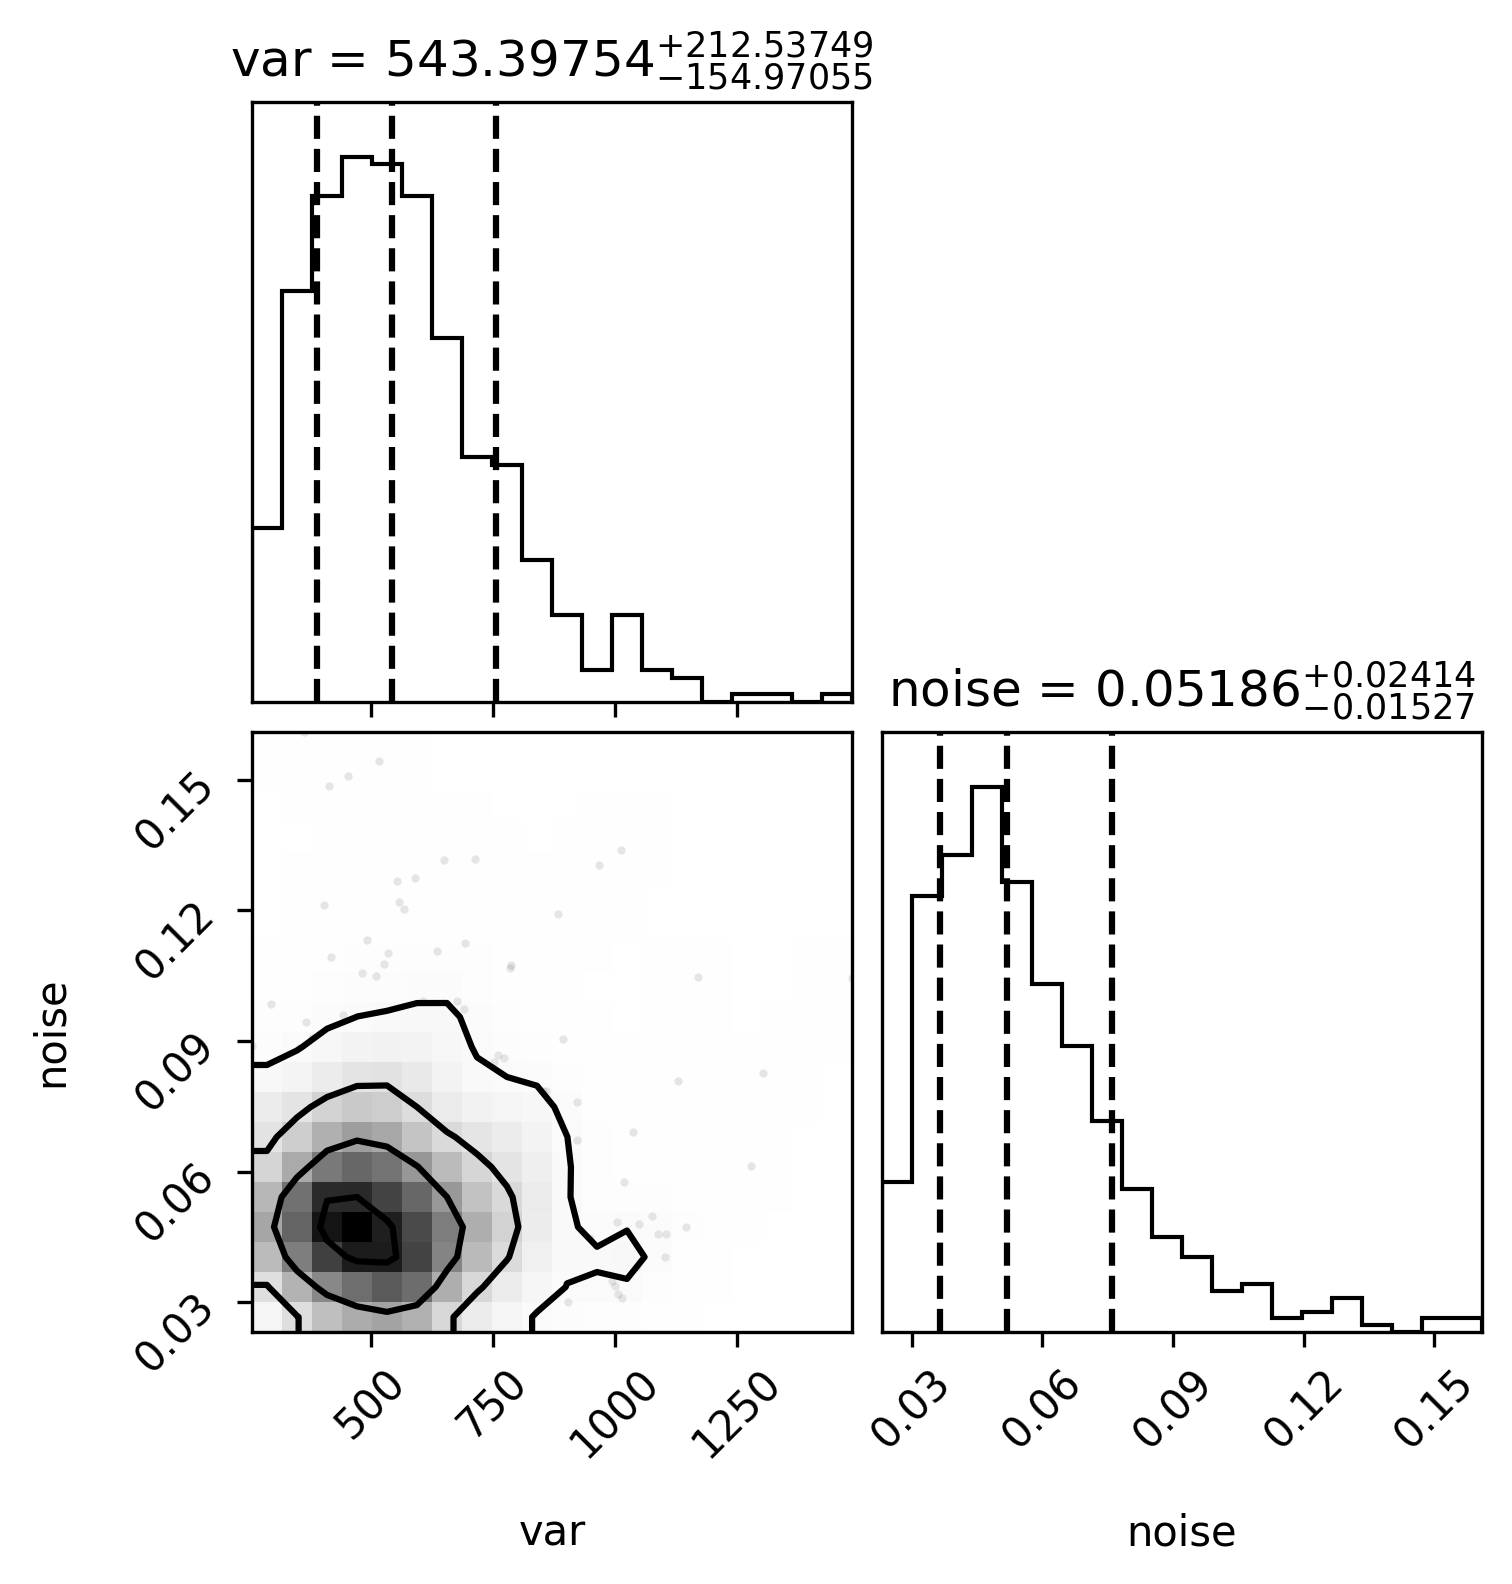 var = 543.39754 +212.53749 −154.97055
noise = 0.05186 +0.02414 −0.01527
0.15
0.12
0.09
0.06
0.03
noise
500 750 1000 1250
0.03 0.06 0.09 0.12 0.15
var
noise